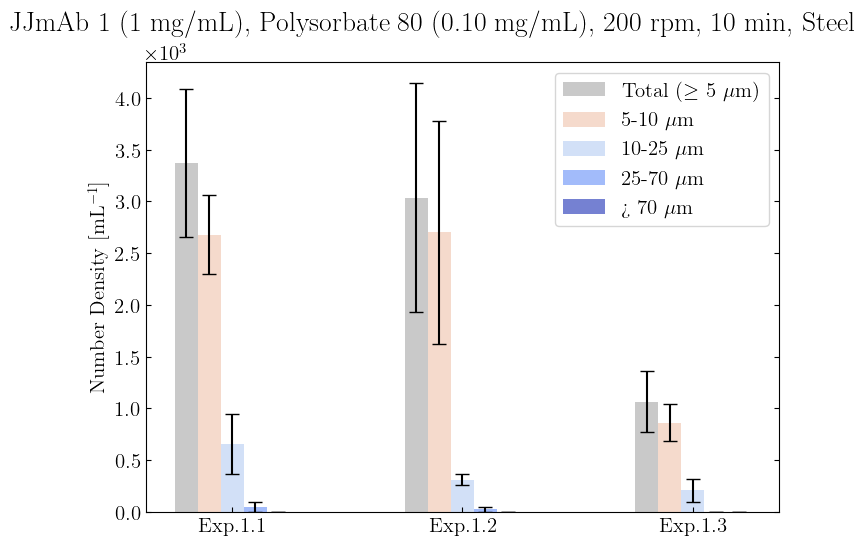 JJmAb 1 (1 mg/mL), Polysorbate 80 (0.10 mg/mL), 200 rpm, 10 min, Steel
×10³
Total (≥ 5 μm)
5-10 μm
10-25 μm
25-70 μm
¿ 70 μm
Number Density [mL⁻¹]
4.0
3.5
3.0
2.5
2.0
1.5
1.0
0.5
0.0
Exp.1.1 Exp.1.2 Exp.1.3